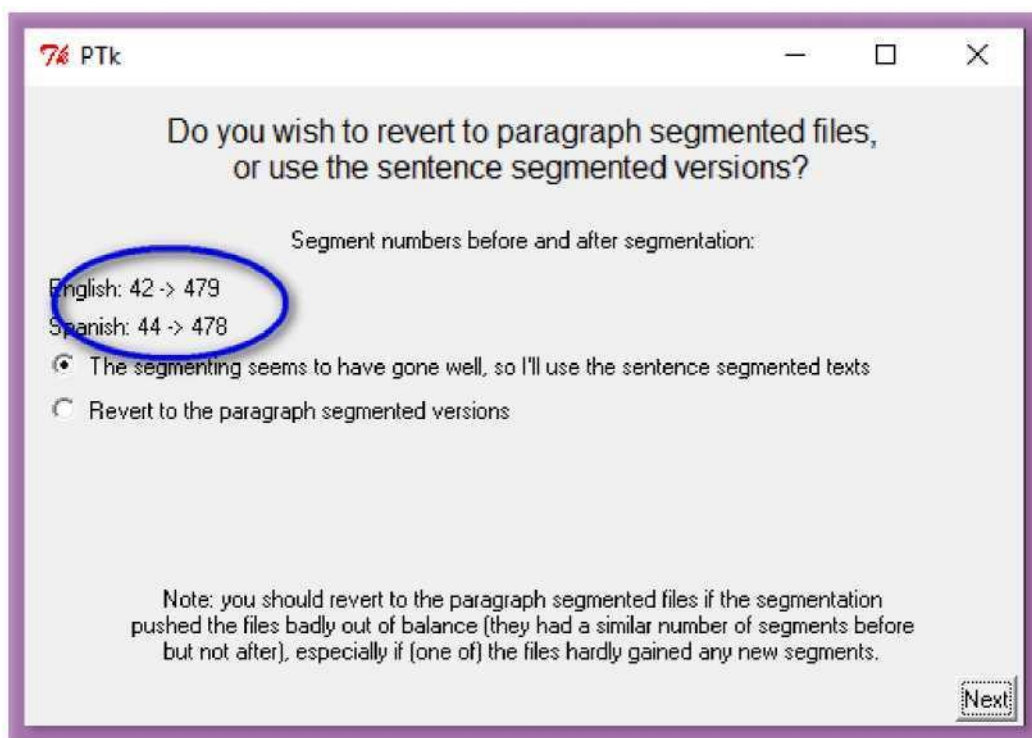 7% PTk
Do you wish to revert to paragraph segmented files,
or use the sentence segmented versions?
Segment numbers before and after segmentation:
English: 42 -> 479
Spanish: 44 -> 478
The segmenting seems to have gone well, so I'll use the sentence segmented texts
Revert to the paragraph segmented versions
Note: you should revert to the paragraph segmented files if the segmentation
pushed the files badly out of balance (they had a similar number of segments before
but not after), especially if (one of) the files hardly gained any new segments.
Next